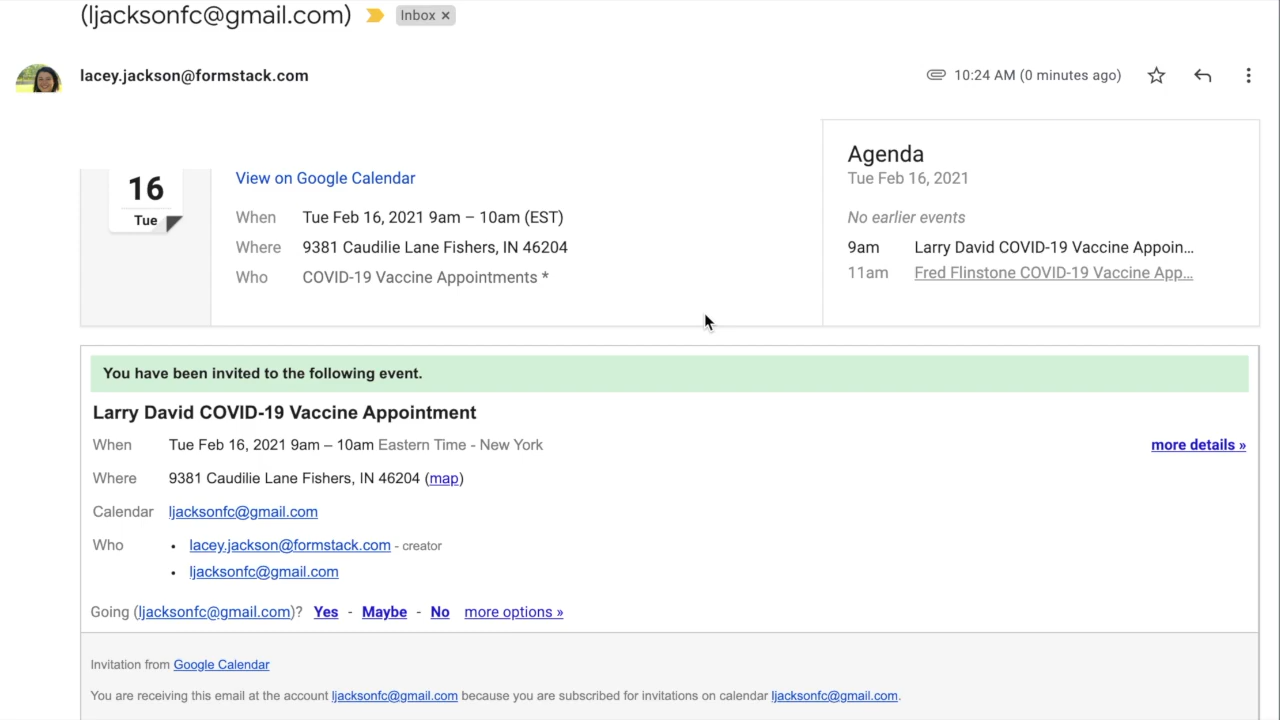 (ljacksonfc@gmail.com) Inbox ×
lacey.jackson@formstack.com
10:24 AM (0 minutes ago)
16
Tue
View on Google Calendar
When Tue Feb 16, 2021 9am – 10am (EST)
Where 9381 Caudilie Lane Fishers, IN 46204
Who COVID-19 Vaccine Appointments *
Agenda
Tue Feb 16, 2021
No earlier events
9am Larry David COVID-19 Vaccine Appoin...
11am Fred Flinstone COVID-19 Vaccine App...
You have been invited to the following event.
Larry David COVID-19 Vaccine Appointment
When Tue Feb 16, 2021 9am – 10am Eastern Time - New York
more details »
Where 9381 Caudilie Lane Fishers, IN 46204 (map)
Calendar ljacksonfc@gmail.com
Who • lacey.jackson@formstack.com - creator
• ljacksonfc@gmail.com
Going (ljacksonfc@gmail.com)? Yes - Maybe - No more options »
Invitation from Google Calendar
You are receiving this email at the account ljacksonfc@gmail.com because you are subscribed for invitations on calendar ljacksonfc@gmail.com.